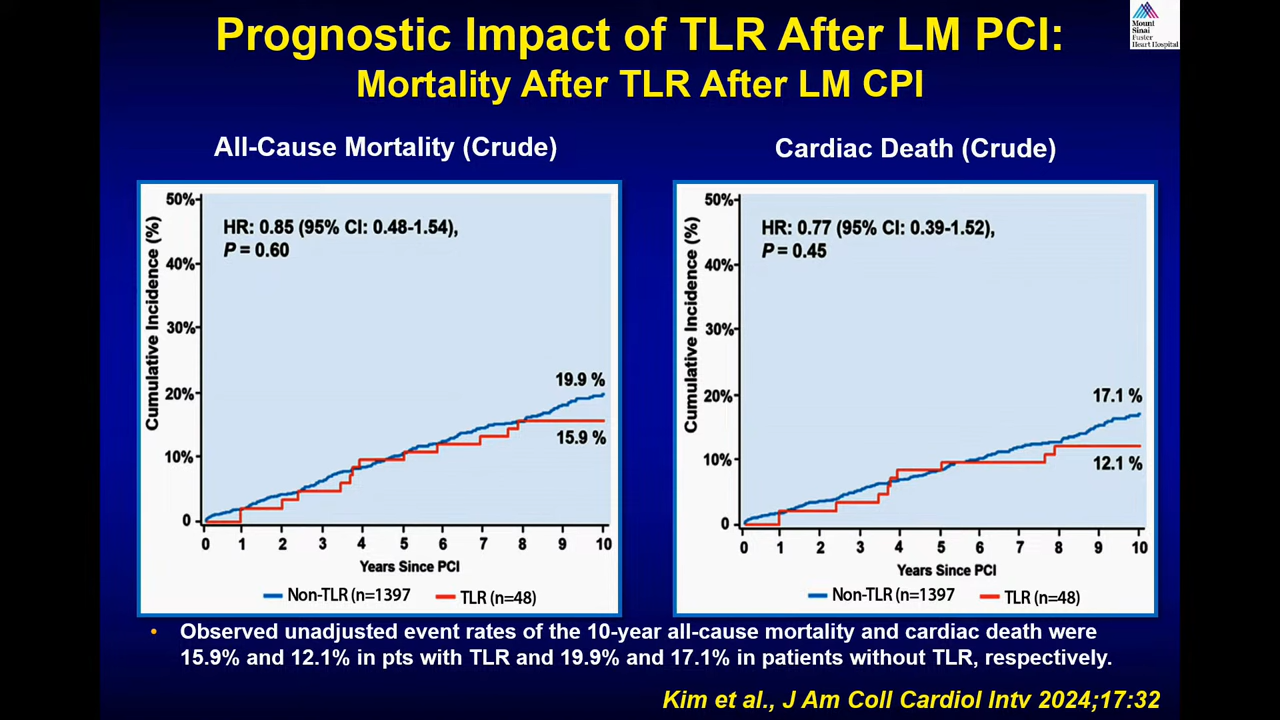 Prognostic Impact of TLR After LM PCI:
Mortality After TLR After LM CPI
Mount
Sinai
Fuster
Heart Hospital
All-Cause Mortality (Crude)
Cumulative Incidence (%)
50%
40%
30%
20%
10%
0
HR: 0.85 (95% CI: 0.48-1.54),
P = 0.60
19.9 %
15.9 %
0 1 2 3 4 5 6 7 8 9 10
Years Since PCI
Non-TLR (n=1397 TLR (n=48)
Cardiac Death (Crude)
Cumulative Incidence (%)
50%
40%
30%
20%
10%
0
HR: 0.77 (95% CI: 0.39-1.52),
P = 0.45
17.1 %
12.1 %
0 1 2 3 4 5 6 7 8 9 10
Years Since PCI
Non-TLR (n=1397 TLR (n=48)
• Observed unadjusted event rates of the 10-year all-cause mortality and cardiac death were
15.9% and 12.1% in pts with TLR and 19.9% and 17.1% in patients without TLR, respectively.
Kim et al., J Am Coll Cardiol Intv 2024;17:32